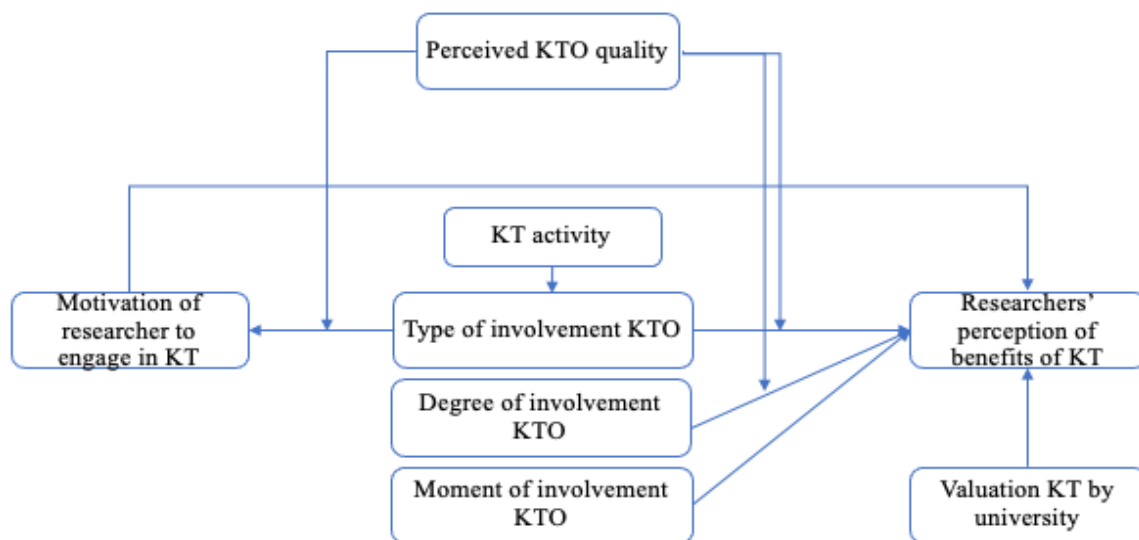 Perceived KTO quality
KT activity
Motivation of
researcher to
engage in KT
Type of involvement KTO
Researchers’
perception of
benefits of KT
Degree of involvement
KTO
Moment of involvement
KTO
Valuation KT by
university